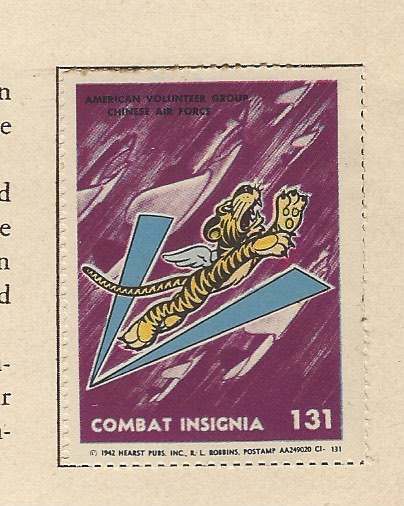 n
e
d
e
n
d
-
r
-
AMERICAN VOLUNTEER GROUP
CHINESE AIR FORCE
COMBAT INSIGNIA 131
© 1942 HEARST PUBS. INC., R. L. ROBBINS, POSTAMP AA249020 CI- 131